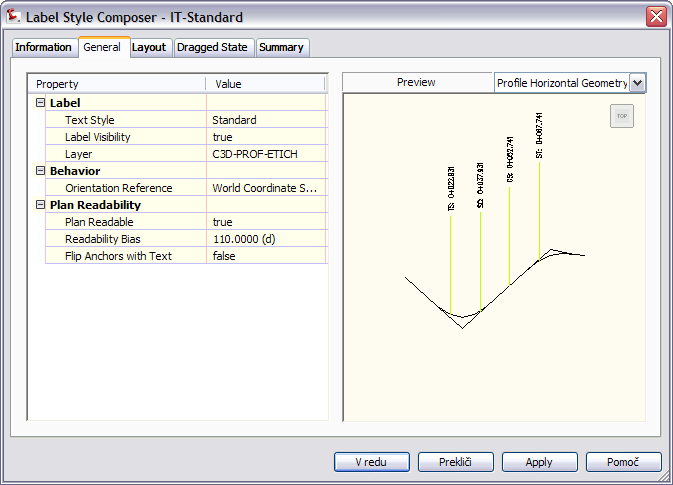 Label Style Composer - IT-Standard
Information General Layout Dragged State Summary
Property Value
Label
Text Style Standard
Label Visibility true
Layer C3D-PROF-ETICH
Behavior
Orientation Reference World Coordinate S...
Plan Readability
Plan Readable true
Readability Bias 110.0000 (d)
Flip Anchors with Text false
Preview Profile Horizontal Geometry
TOP
TS: 0+022.931
SC: 0+037.931
CS: 0+052.741
ST: 0+067.741
V redu Prekliči Apply Pomoč